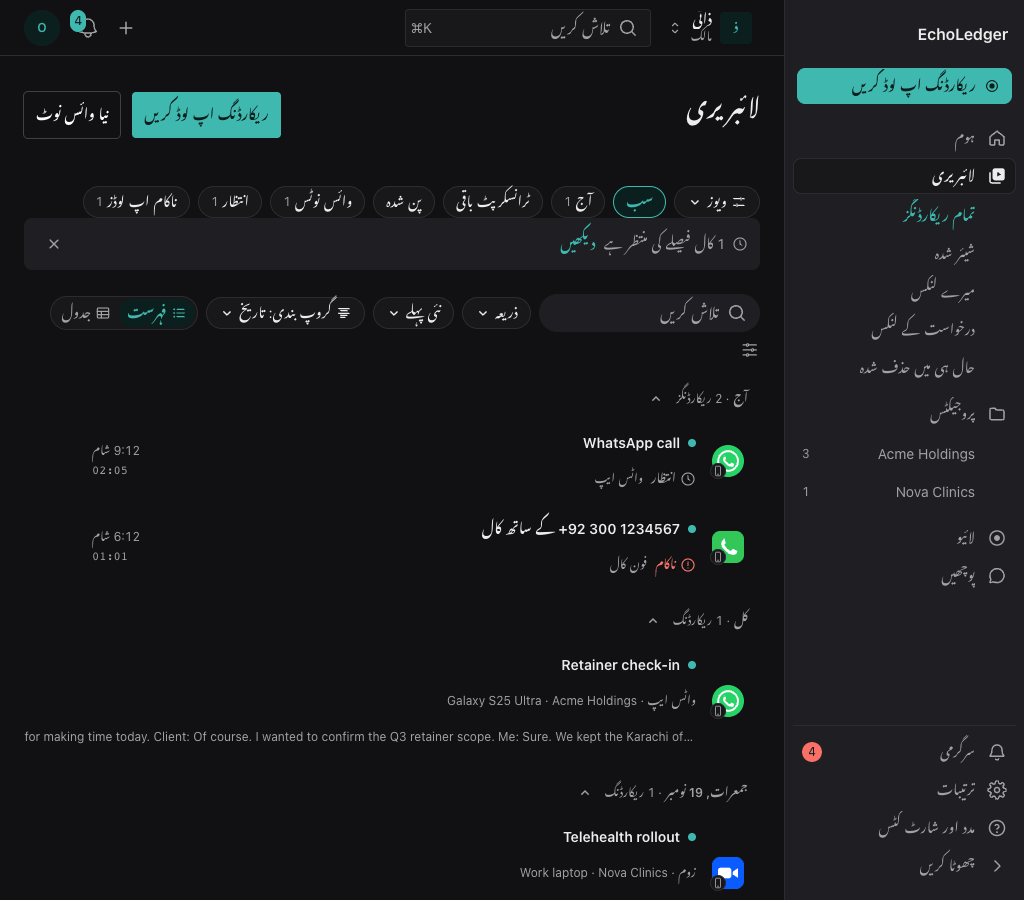 EchoLedger
ریکارڈنگ اپ لوڈ کریں
ہوم
لائبریری
تمام ریکارڈنگز
شیئر شدہ
میرے لنکس
درخواست کے لنکس
حال ہی میں حذف شدہ
پروجیکٹس
Acme Holdings 3
Nova Clinics 1
لائیو
پوچھیں
سرگرمی 4
ترتیبات
مدد اور شارٹ کٹس
چھوٹا کریں
ذ
ذاتی
مالک
تلاش کریں ⌘K
4
O
لائبریری
ریکارڈنگ اپ لوڈ کریں
نیا وائس نوٹ
ویوز
سب
آج 1
ٹرانسکرپٹ باقی
پن شدہ
وائس نوٹس 1
انتظار 1
ناکام اپ لوڈز 1
1 کال فیصلے کی منتظر ہے دیکھیں
تلاش کریں
ذریعہ
نئی پہلے
گروپ بندی: تاریخ
فہرست
جدول
آج · 2 ریکارڈنگز
WhatsApp call
انتظار واٹس ایپ
9:12 شام
02:05
+92 300 1234567 کے ساتھ کال
ناکام فون کال
6:12 شام
01:01
کل · 1 ریکارڈنگ
Retainer check-in
واٹس ایپ · Galaxy S25 Ultra · Acme Holdings
for making time today. Client: Of course. I wanted to confirm the Q3 retainer scope. Me: Sure. We kept the Karachi of...
جمعرات, 19 نومبر · 1 ریکارڈنگ
Telehealth rollout
زوم · Work laptop · Nova Clinics